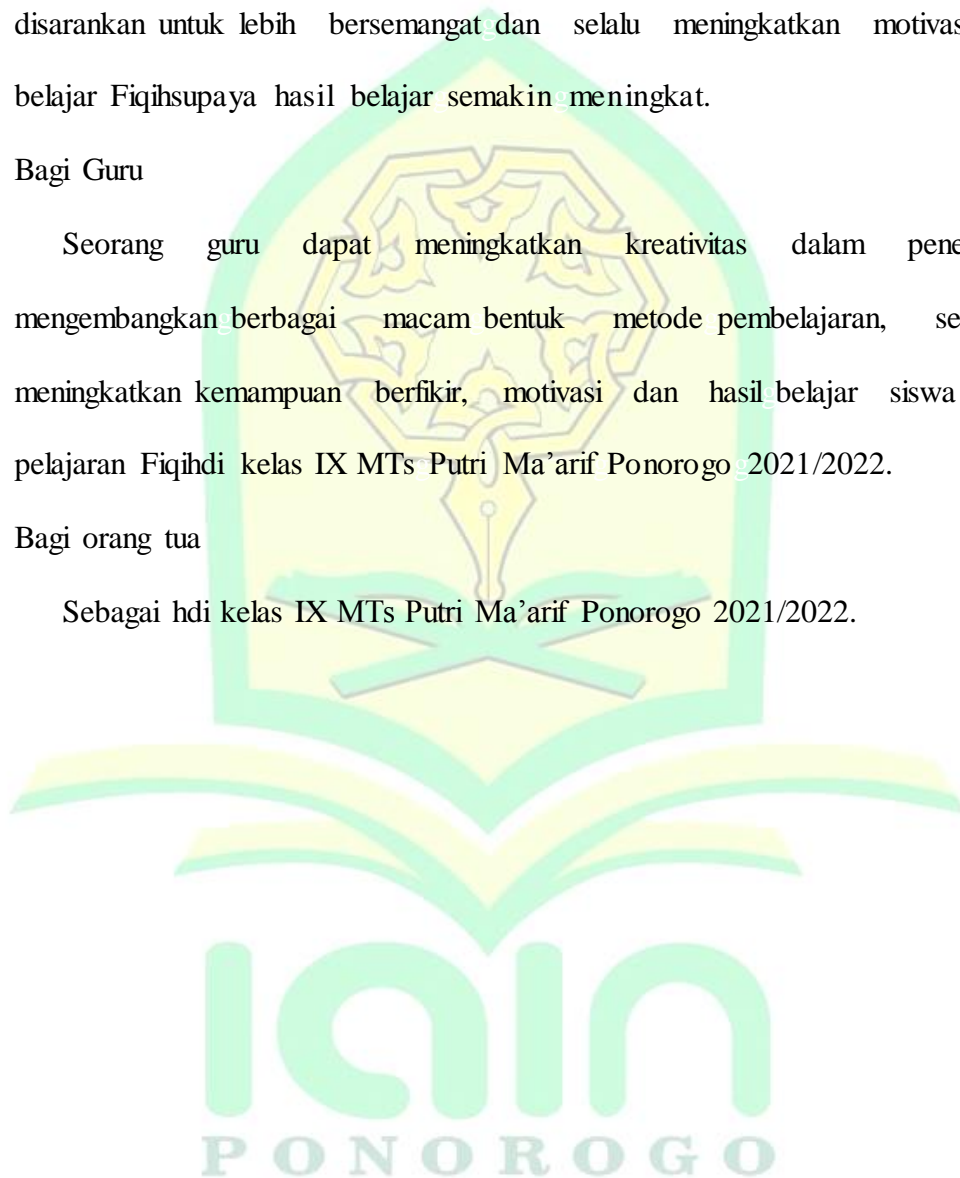 disarankan untuk lebih bersemangat dan selalu meningkatkan motivas
belajar Fiqihsupaya hasil belajar semakin meningkat.
Bagi Guru
Seorang guru dapat meningkatkan kreativitas dalam pene
mengembangkan berbagai macam bentuk metode pembelajaran, se
meningkatkan kemampuan berfikir, motivasi dan hasil belajar siswa
pelajaran Fiqihdi kelas IX MTs Putri Ma’arif Ponorogo 2021/2022.
Bagi orang tua
Sebagai hdi kelas IX MTs Putri Ma’arif Ponorogo 2021/2022.
iain
PONOROGO